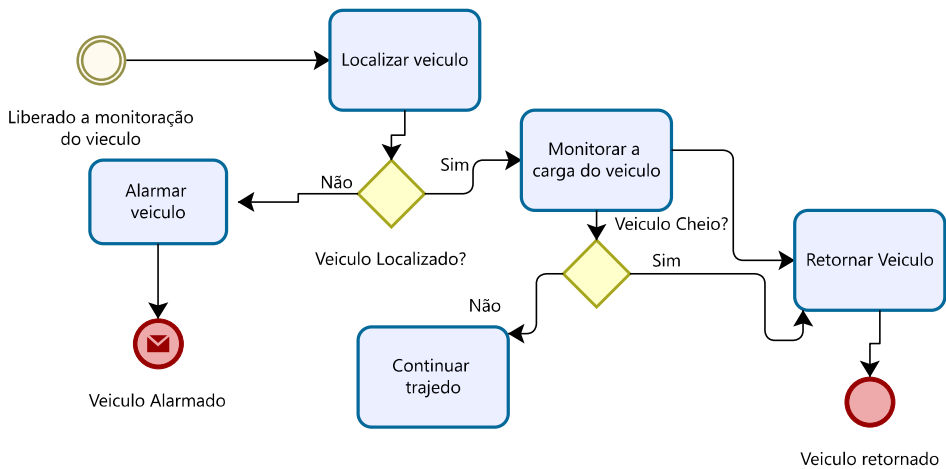 Localizar veiculo
Liberado a monitoração
do vieculo
Alarmar
veiculo
Não
Sim
Monitorar a
carga do veiculo
Veiculo Localizado?
Veiculo Cheio?
Sim
Retornar Veiculo
Não
Continuar
trajedo
Veiculo Alarmado
Veiculo retornado